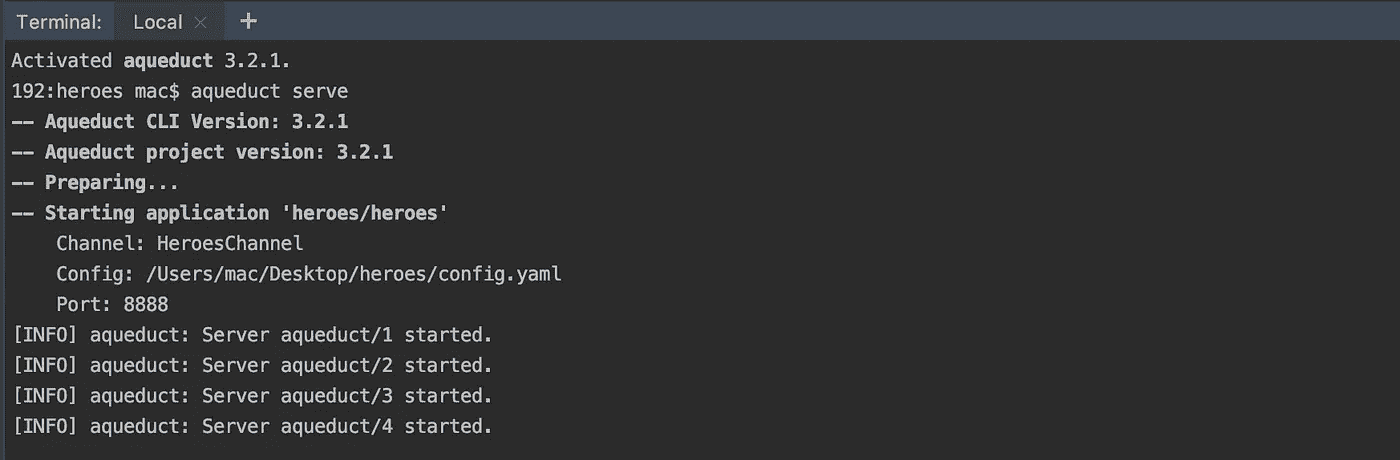 Terminal: Local × +
Activated aqueduct 3.2.1.
192:heroes mac$ aqueduct serve
-- Aqueduct CLI Version: 3.2.1
-- Aqueduct project version: 3.2.1
-- Preparing...
-- Starting application 'heroes/heroes'
    Channel: HeroesChannel
    Config: /Users/mac/Desktop/heroes/config.yaml
    Port: 8888
[INFO] aqueduct: Server aqueduct/1 started.
[INFO] aqueduct: Server aqueduct/2 started.
[INFO] aqueduct: Server aqueduct/3 started.
[INFO] aqueduct: Server aqueduct/4 started.